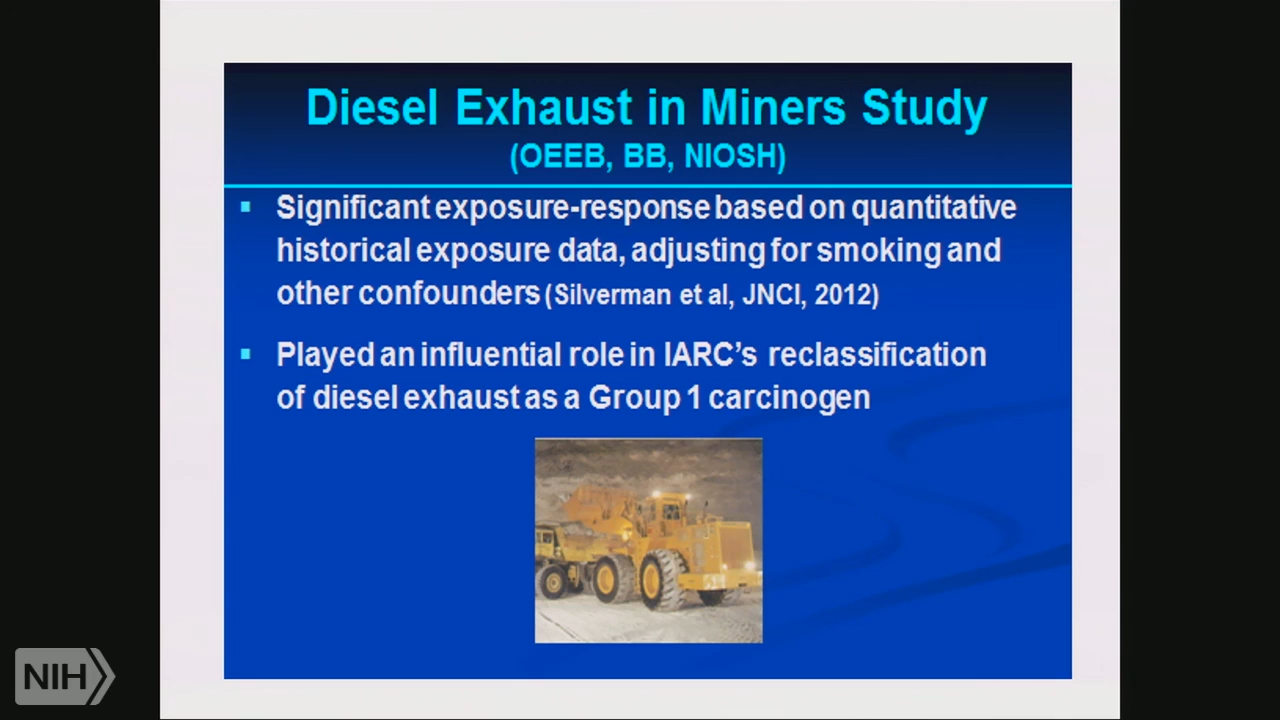 Diesel Exhaust in Miners Study
(OEEB, BB, NIOSH)
Significant exposure-response based on quantitative
historical exposure data, adjusting for smoking and
other confounders (Silverman et al, JNCI, 2012)
Played an influential role in IARC's reclassification
of diesel exhaust as a Group 1 carcinogen
NIH